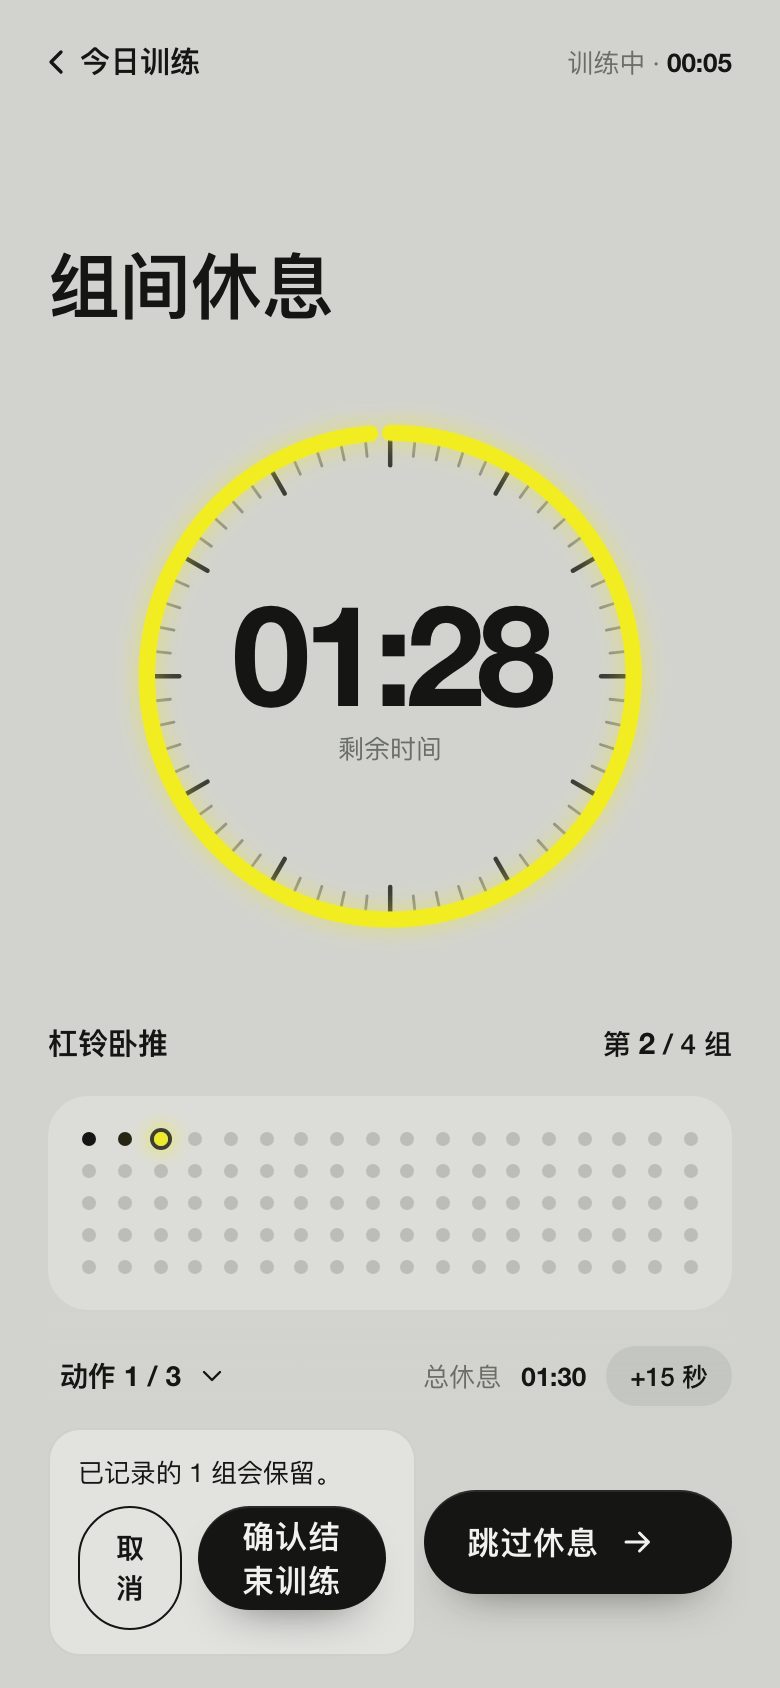 今日训练
训练中 · 00:05
组间休息
01:28
剩余时间
杠铃卧推
第 2 / 4 组
动作 1 / 3
总休息 01:30
+15 秒
已记录的 1 组会保留。
取
消
确认结
束训练
跳过休息 →